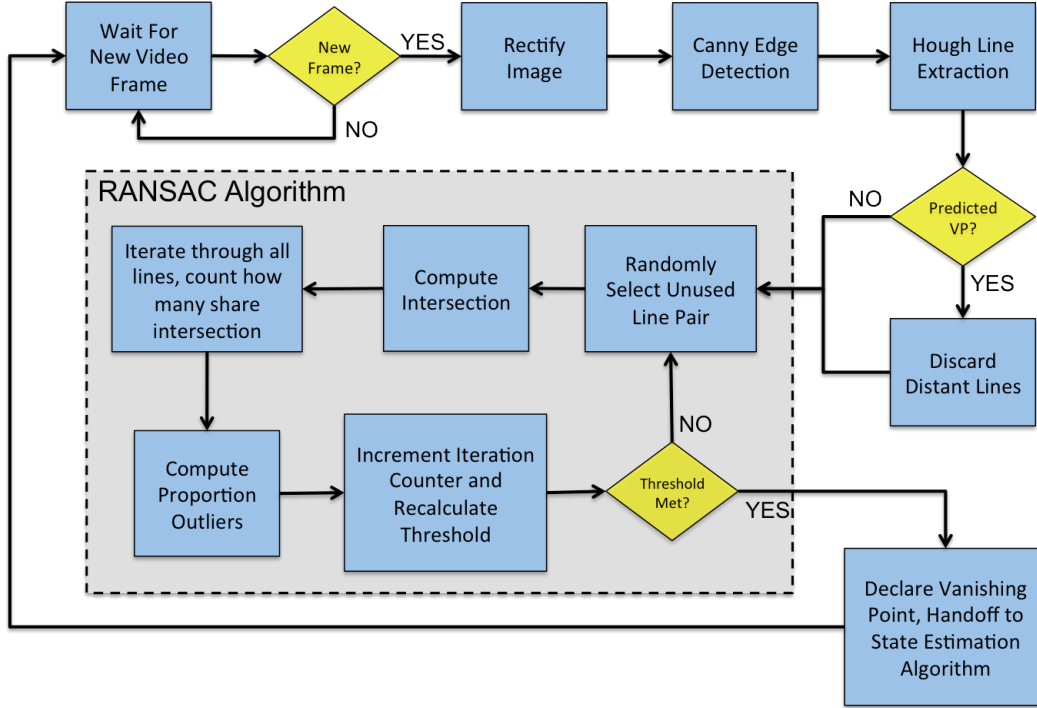 Wait For
New Video
Frame
New
Frame?
YES
NO
Rectify
Image
Canny Edge
Detection
Hough Line
Extraction
Predicted
VP?
NO
YES
Discard
Distant Lines
RANSAC Algorithm
Randomly
Select Unused
Line Pair
Compute
Intersection
Iterate through all
lines, count how
many share
intersection
Compute
Proportion
Outliers
Increment Iteration
Counter and
Recalculate
Threshold
Threshold
Met?
NO
YES
Declare Vanishing
Point, Handoff to
State Estimation
Algorithm